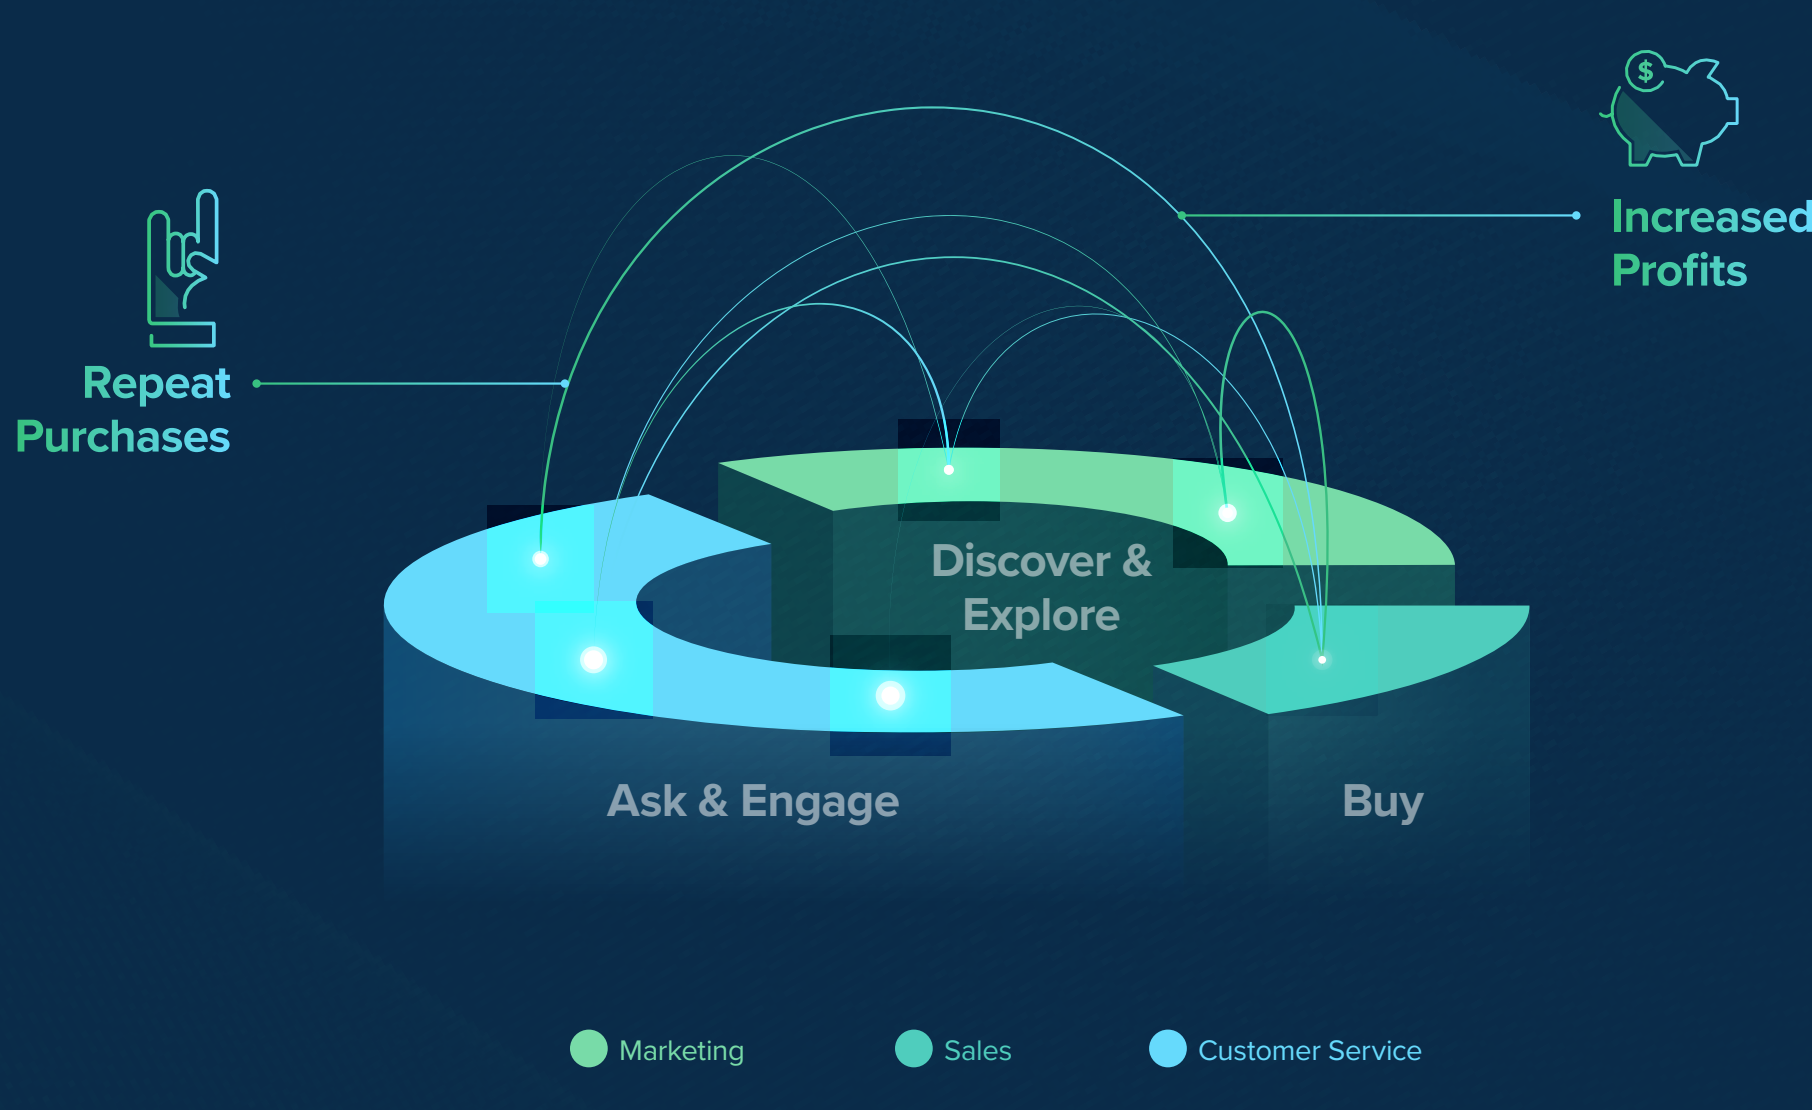 $
Increased
Profits
Repeat
Purchases
Discover &
Explore
Ask & Engage
Buy
Marketing
Sales
Customer Service